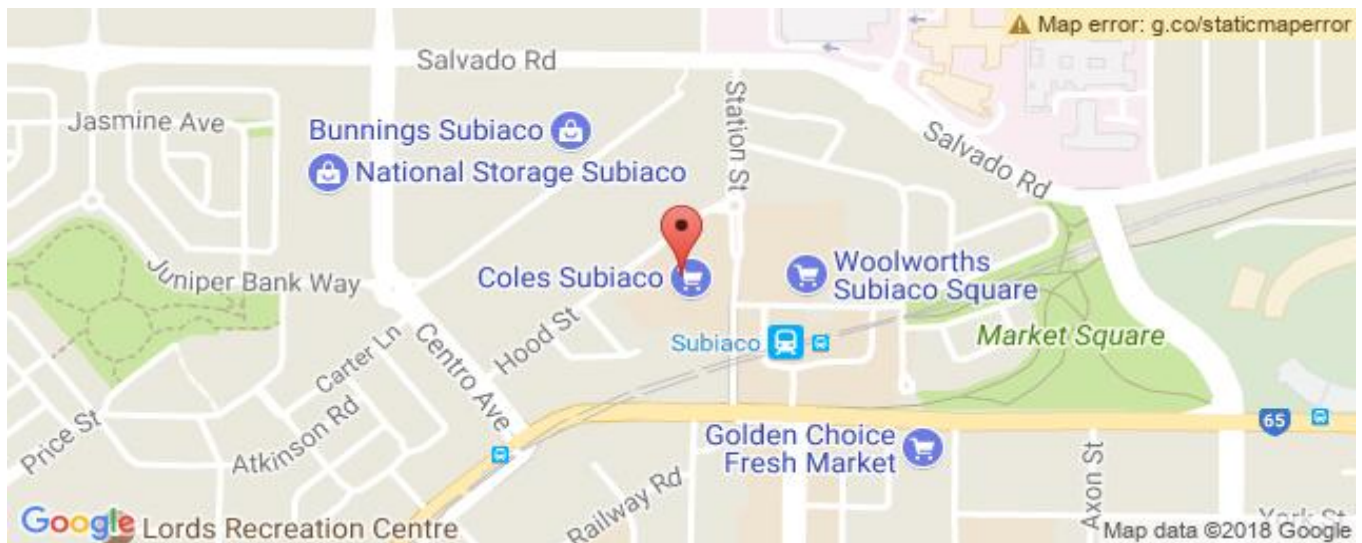 Map error: g.co/staticmaperror
Salvado Rd
Jasmine Ave
Station St
Bunnings Subiaco
National Storage Subiaco
Salvado Rd
Juniper Bank Way
Coles Subiaco
Woolworths
Subiaco Square
Hood St
Subiaco
Market Square
Carter Ln
Centro Ave
Price St
Atkinson Rd
65
Golden Choice
Fresh Market
Railway Rd
Axon St
York St
Google
Lords Recreation Centre
Map data ©2018 Google